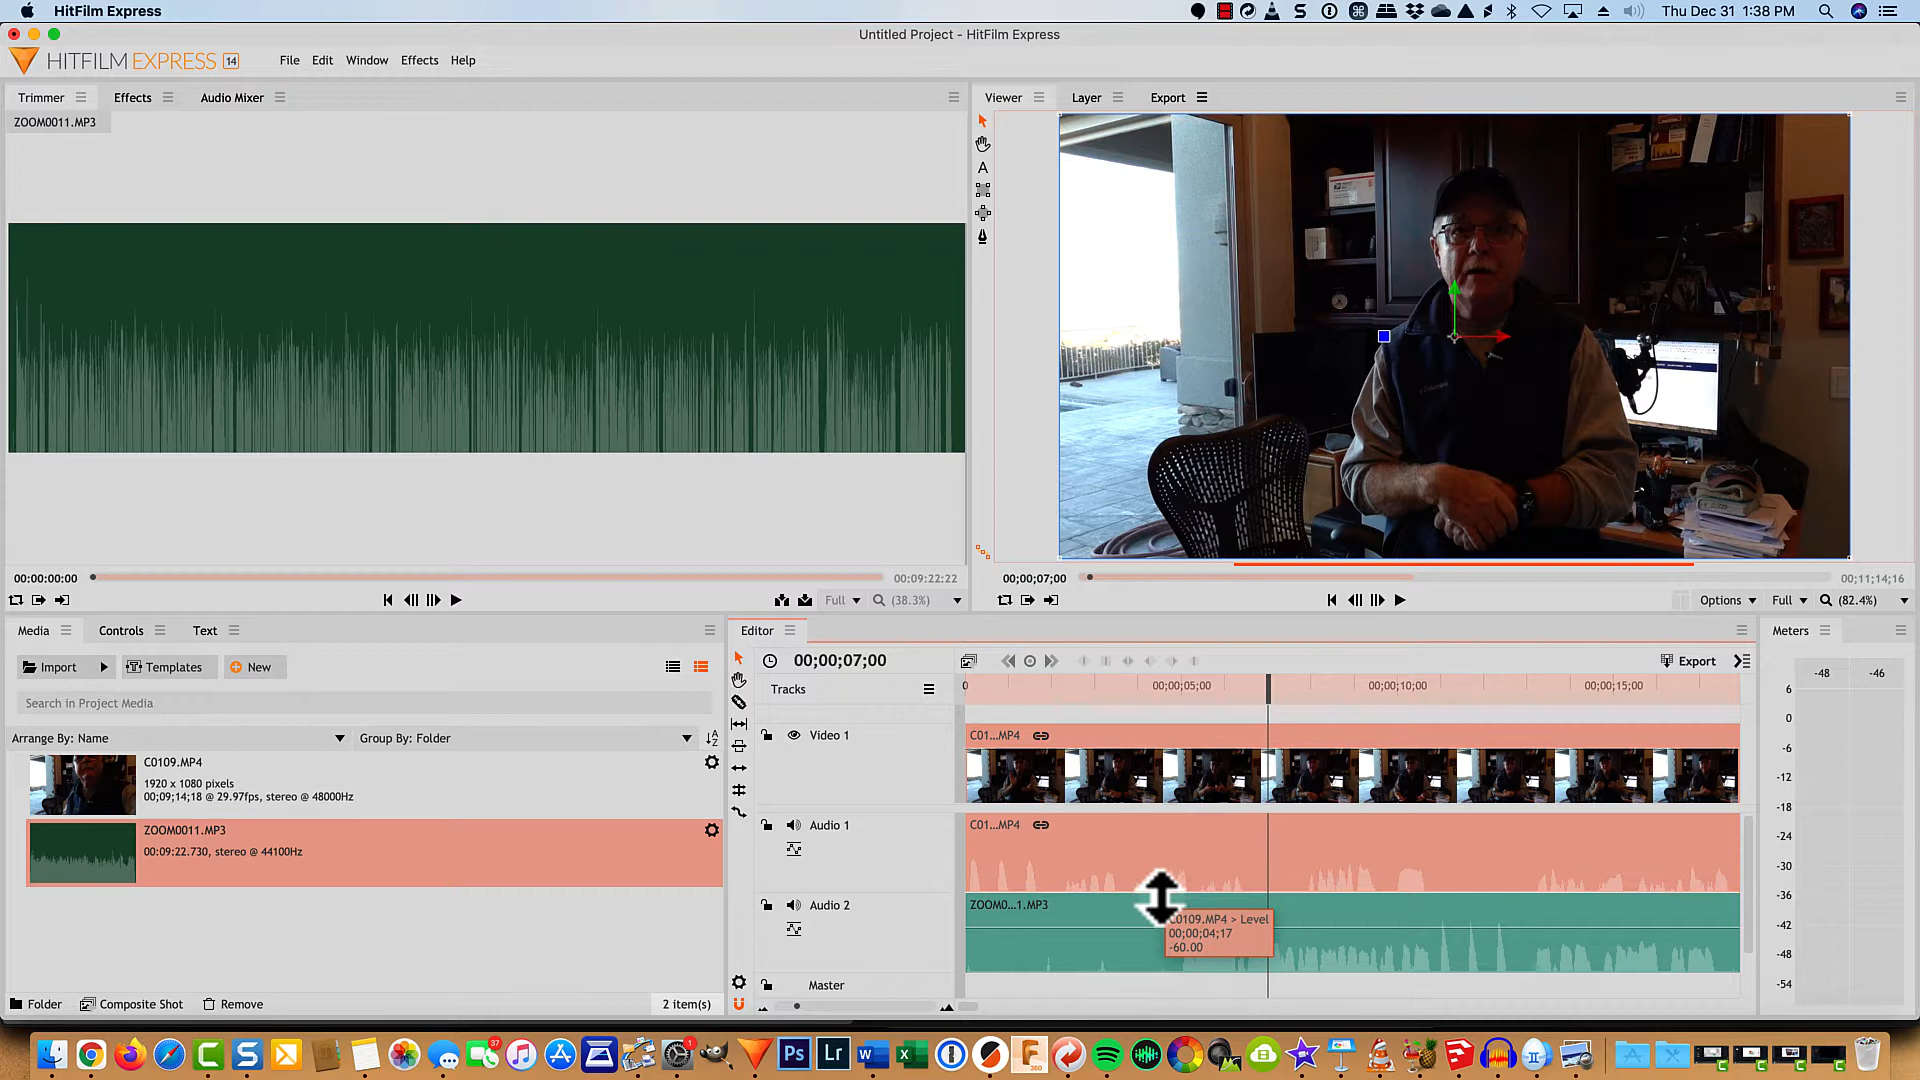 HitFilm Express
Thu Dec 31 1:38 PM
Untitled Project - HitFilm Express
HITFILM EXPRESS 14
File Edit Window Effects Help
Trimmer Effects Audio Mixer
ZOOM0011.MP3
Viewer Layer Export
A
00:00:00:00
00:09:22:22
00;00;07;00
00;11;14;16
Full (38.3%)
Options Full (82.4%)
Media Controls Text
Editor
Meters
Import Templates New
00;00;07;00
Export
-48 -46
Tracks
0 00;00;05;00 00;00;10;00 00;00;15;00
Search in Project Media
Arrange By: Name
Group By: Folder
C0109.MP4
1920 x 1080 pixels
00;09;14;18 @ 29.97fps, stereo @ 48000Hz
ZOOM0011.MP3
00:09:22.730, stereo @ 44100Hz
Video 1
C01...MP4
Audio 1
C01...MP4
Audio 2
ZOOM0...1.MP3
C0109.MP4 > Level
00;00;04;17
-60.00
Master
6
0
-6
-12
-18
-24
-30
-36
-42
-48
-54
Folder Composite Shot Remove 2 item(s)
37
1
Ps
Lr
W
X
F
360